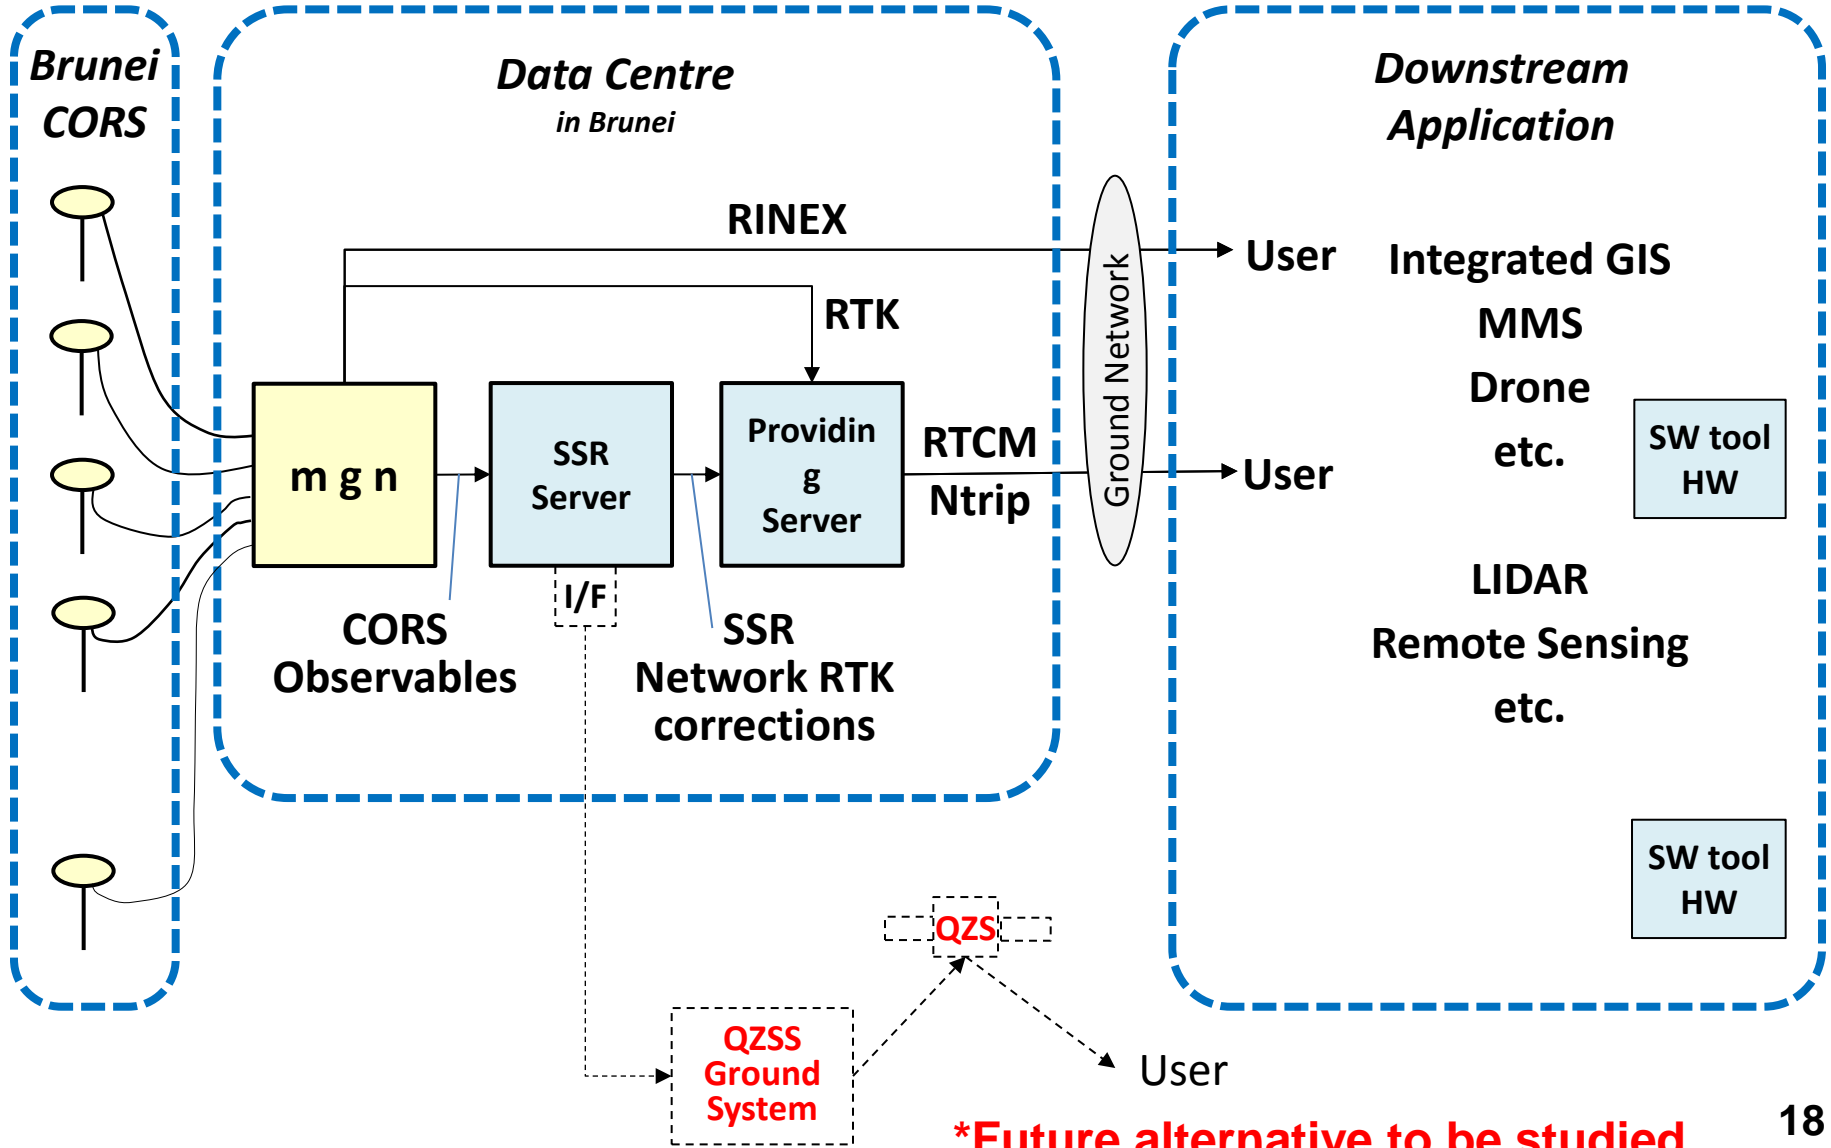 Brunei
CORS
Data Centre
in Brunei
Downstream
Application
RINEX
RTK
Ground Network
User
Integrated GIS
MMS
Drone
etc.
m g n
SSR
Server
Providin
g
Server
RTCM
Ntrip
User
SW tool
HW
I/F
CORS
Observables
SSR
Network RTK
corrections
LIDAR
Remote Sensing
etc.
SW tool
HW
QZS
QZSS
Ground
System
User
*Future alternative to be studied
18